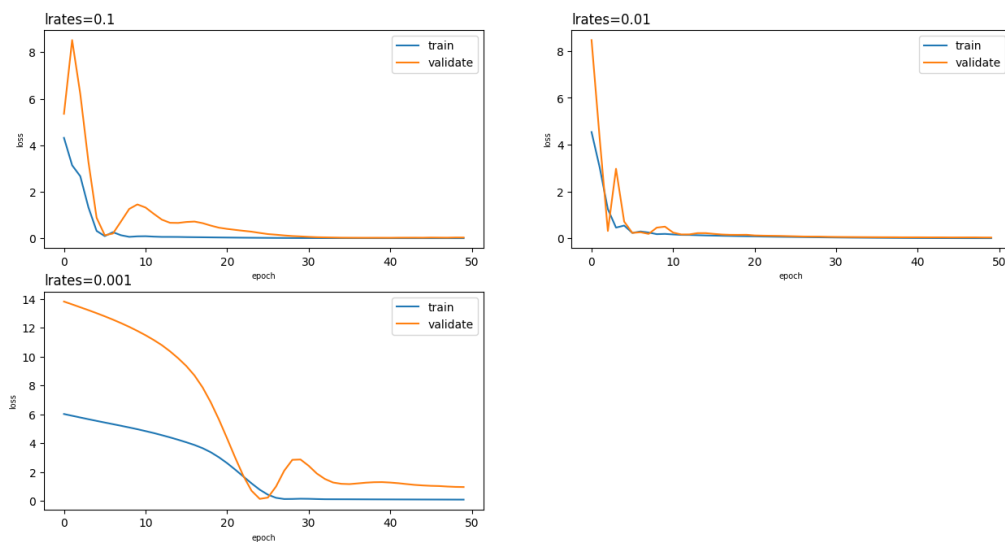 lrates=0.1
8
6
4
2
0
loss
train
validate
0
10
20
30
40
50
epoch
lrates=0.01
8
6
4
2
0
loss
train
validate
0
10
20
30
40
50
epoch
lrates=0.001
14
12
10
8
6
4
2
0
loss
train
validate
0
10
20
30
40
50
epoch